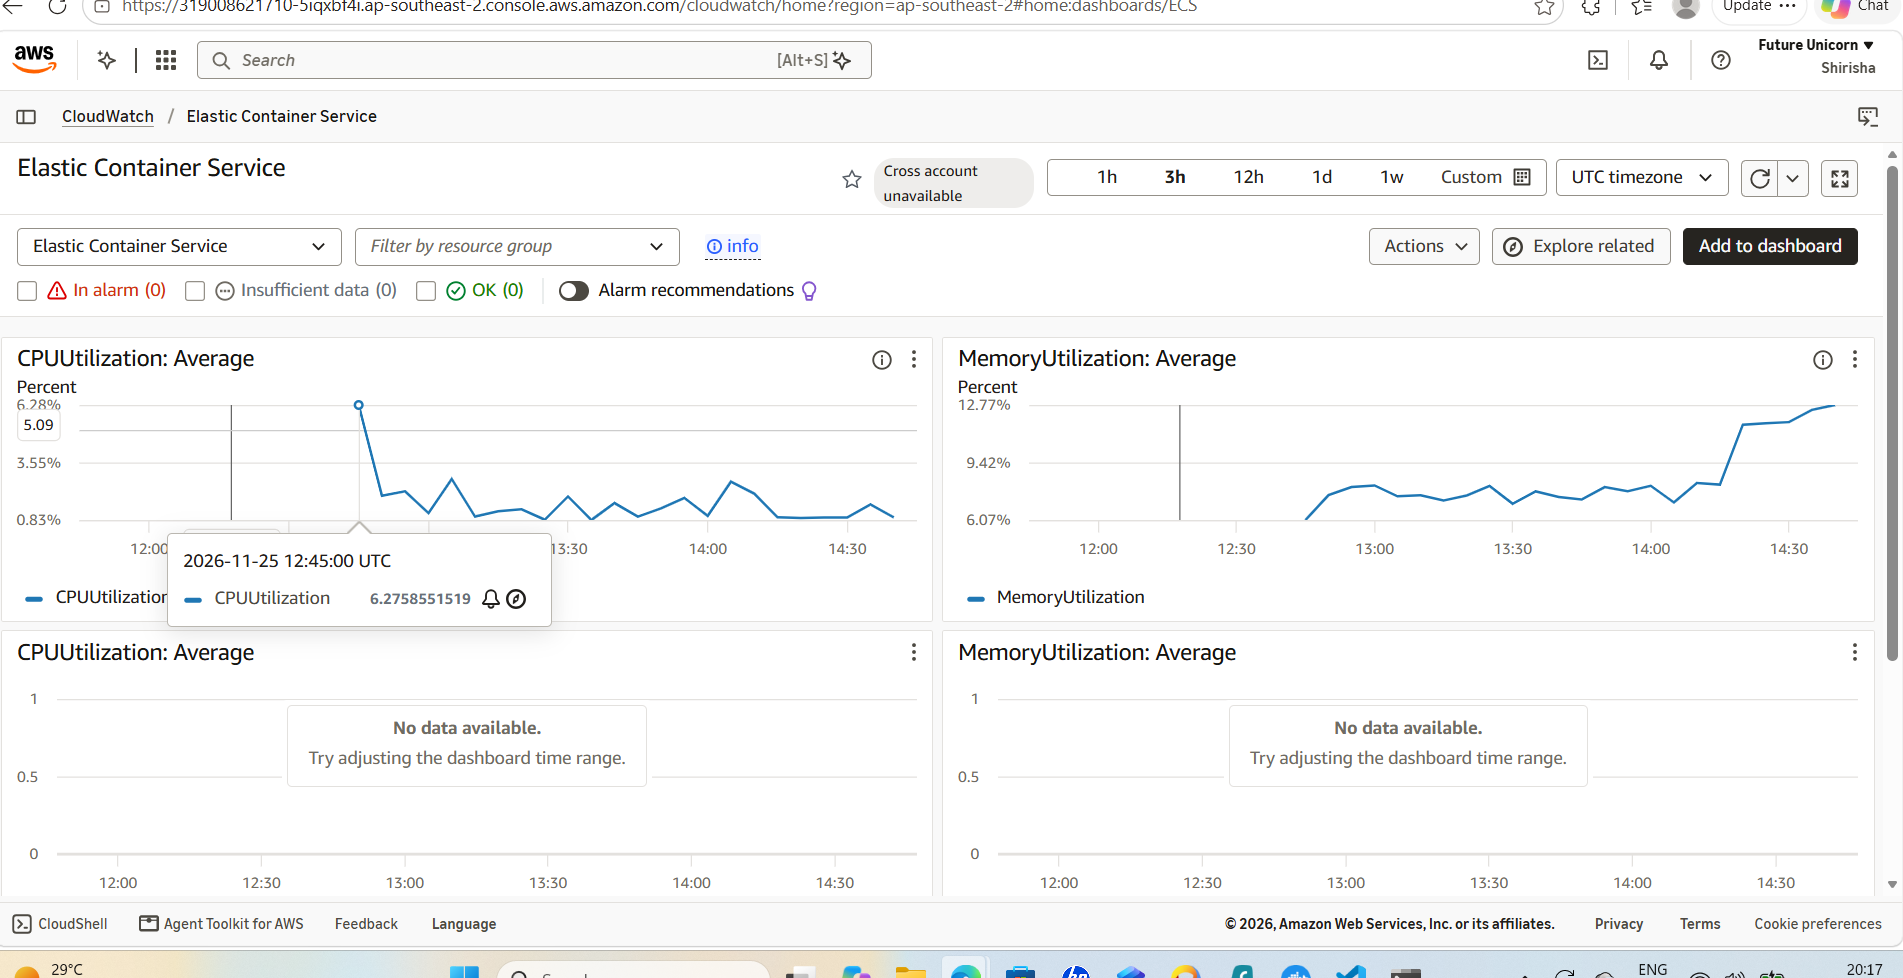 https://319008621710-5iqxbf4i.ap-southeast-2.console.aws.amazon.com/cloudwatch/home?region=ap-southeast-2#home:dashboards/ECS
Update
Chat
aws
Search
[Alt+S]
Future Unicorn
Shirisha
CloudWatch / Elastic Container Service
Elastic Container Service
Cross account
unavailable
1h 3h 12h 1d 1w Custom
UTC timezone
Elastic Container Service
Filter by resource group
info
Actions
Explore related
Add to dashboard
In alarm (0)
Insufficient data (0)
OK (0)
Alarm recommendations
CPUUtilization: Average
Percent
6.28%
5.09
3.55%
0.83%
12:00 13:30 14:00 14:30
2026-11-25 12:45:00 UTC
CPUUtilization 6.2758551519
CPUUtilization
MemoryUtilization: Average
Percent
12.77%
9.42%
6.07%
12:00 12:30 13:00 13:30 14:00 14:30
MemoryUtilization
CPUUtilization: Average
1
No data available.
Try adjusting the dashboard time range.
0.5
0
12:00 12:30 13:00 13:30 14:00 14:30
MemoryUtilization: Average
1
No data available.
Try adjusting the dashboard time range.
0.5
0
12:00 12:30 13:00 13:30 14:00 14:30
CloudShell
Agent Toolkit for AWS
Feedback
Language
© 2026, Amazon Web Services, Inc. or its affiliates.
Privacy
Terms
Cookie preferences
29°C
hp
ENG
20:17